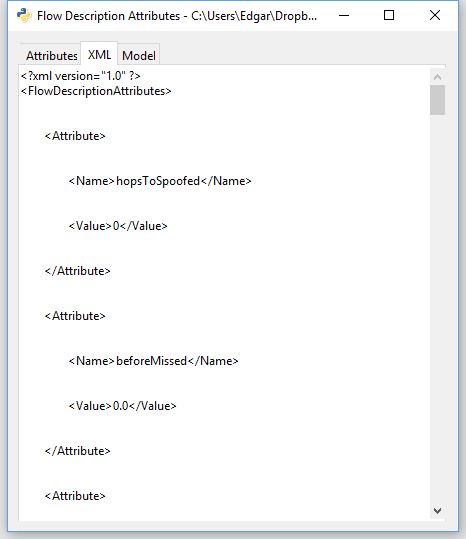 Flow Description Attributes - C:\Users\Edgar\Dropb...
Attributes XML Model
<?xml version="1.0" ?>
<FlowDescriptionAttributes>
<Attribute>
<Name>hopsToSpoofed</Name>
<Value>0</Value>
</Attribute>
<Attribute>
<Name>beforeMissed</Name>
<Value>0.0</Value>
</Attribute>
<Attribute>